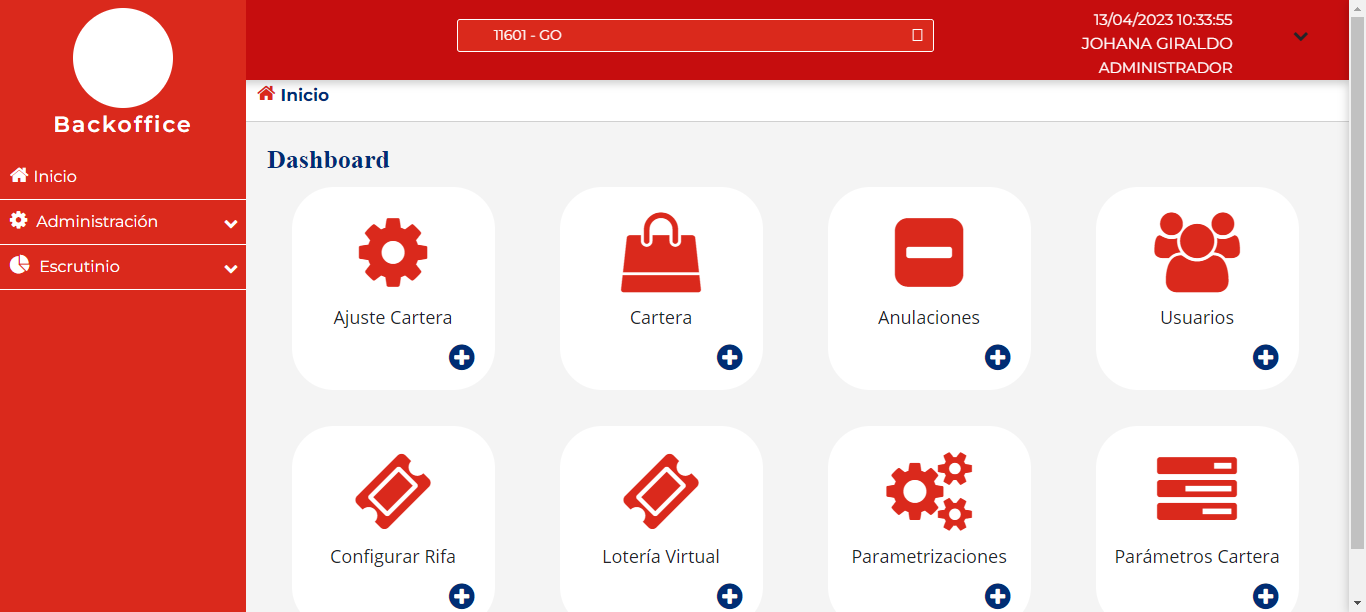 11601 - GO
13/04/2023 10:33:55
JOHANA GIRALDO
ADMINISTRADOR
Backoffice
Inicio
Administración
Escrutinio
Inicio
Dashboard
Ajuste Cartera
Cartera
Anulaciones
Usuarios
Configurar Rifa
Lotería Virtual
Parametrizaciones
Parámetros Cartera